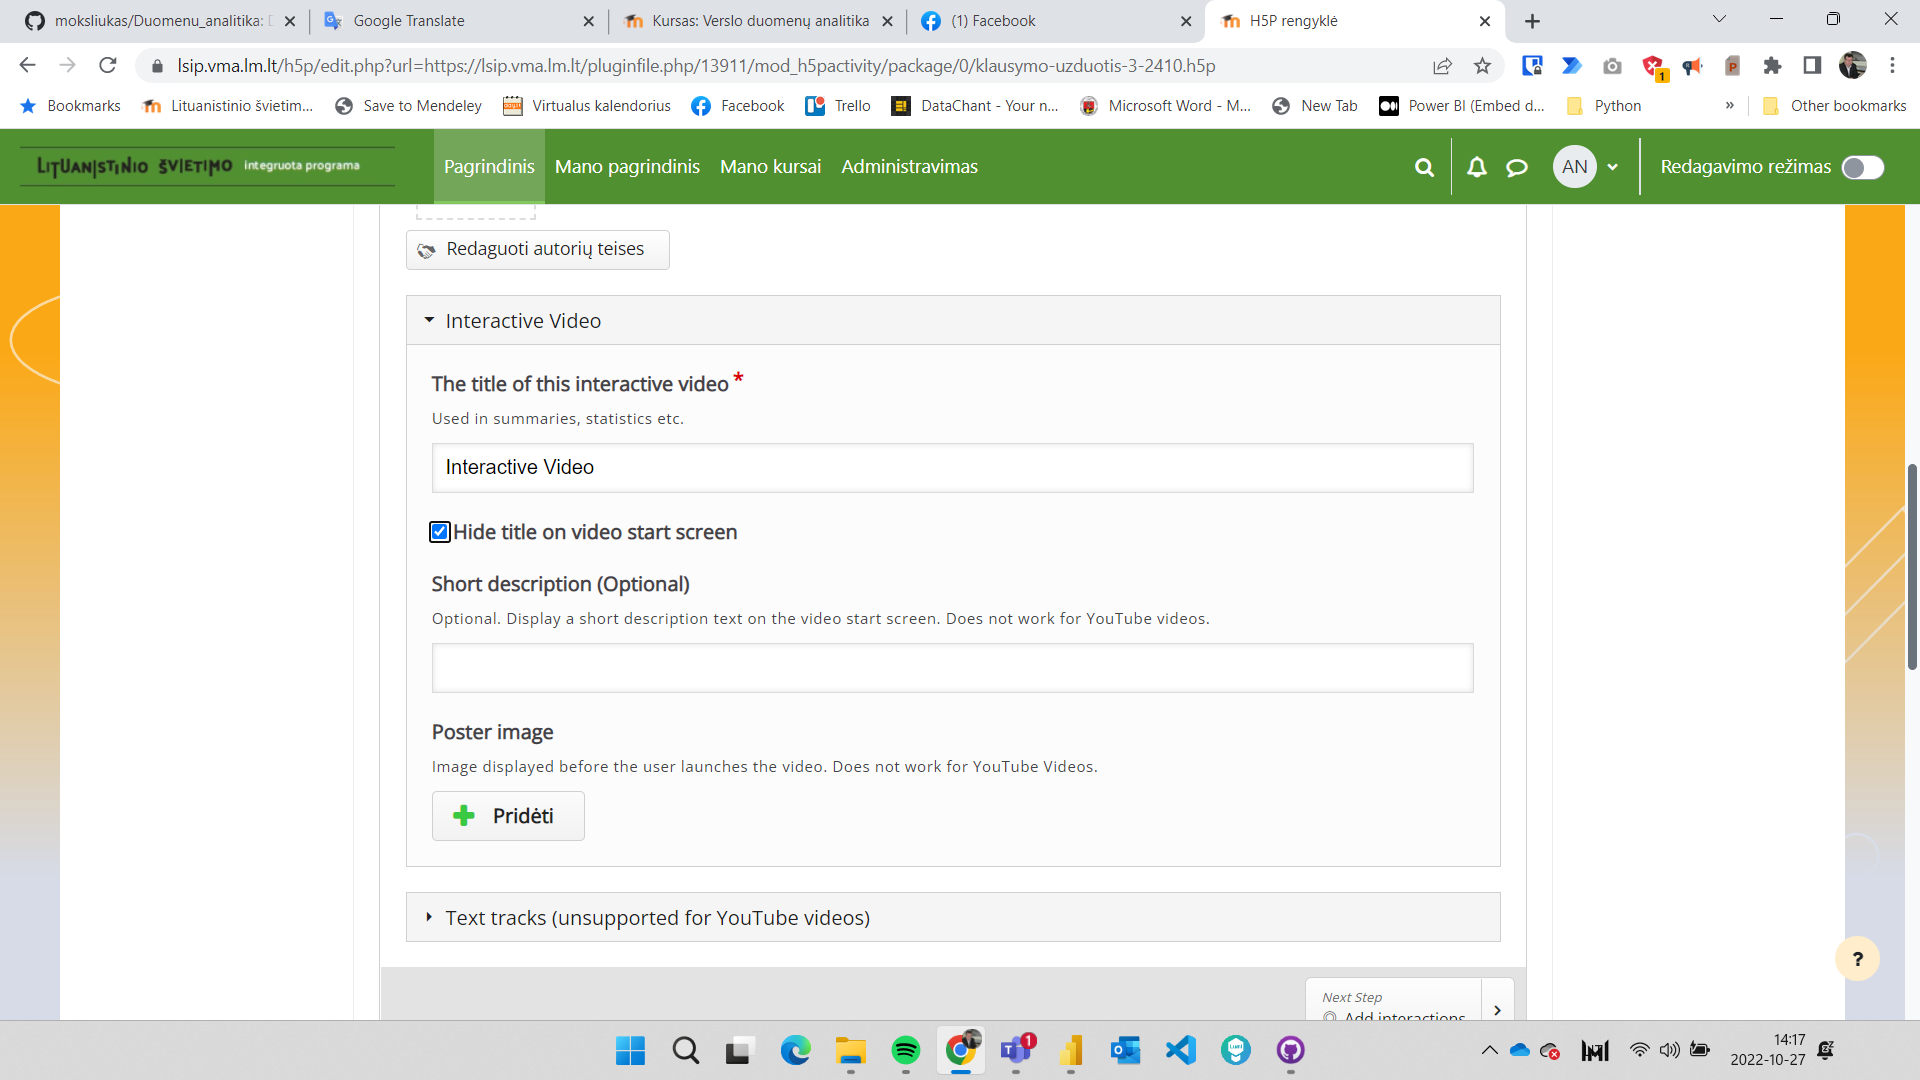 moksliukas/Duomenu_analitika: D
Google Translate
Kursas: Verslo duomenų analitika
(1) Facebook
H5P rengyklė
lsip.vma.lm.lt/h5p/edit.php?url=https://lsip.vma.lm.lt/pluginfile.php/13911/mod_h5pactivity/package/0/klausymo-uzduotis-3-2410.h5p
1
Bookmarks
Lituanistinio švietim...
Save to Mendeley
Virtualus kalendorius
Facebook
Trello
DataChant - Your n...
Microsoft Word - M...
New Tab
Power BI (Embed d...
Python
»
Other bookmarks
LITUANISTINIO ŠVIETIMO integruota programa
Pagrindinis
Mano pagrindinis
Mano kursai
Administravimas
AN
Redagavimo režimas
Redaguoti autorių teises
Interactive Video
The title of this interactive video *
Used in summaries, statistics etc.
Interactive Video
Hide title on video start screen
Short description (Optional)
Optional. Display a short description text on the video start screen. Does not work for YouTube videos.
Poster image
Image displayed before the user launches the video. Does not work for YouTube Videos.
Pridėti
Text tracks (unsupported for YouTube videos)
?
Next Step
Add interactions
1
14:17
2022-10-27